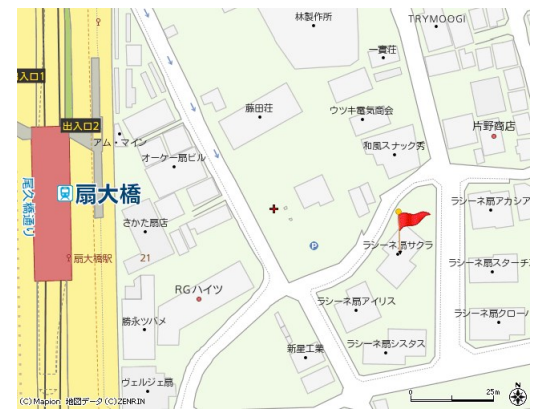 林製作所
TRYMOOGI
一貫荘
出入口1
藤田荘
ウツキ電気商会
片野商店
出入口2
アム・マイン
和風スナック秀
オーケー扇ビル
尾久橋通り
扇大橋
ラシーネ扇アカシア
さかた扇店
ラシーネ扇サクラ
扇大橋駅
21
ラシーネ扇スターチ
RGハイツ
ラシーネ扇アイリス
勝永ツバメ
ラシーネ扇クローバ
新星工業
ラシーネ扇シスタス
ヴェルジェ扇
0 25m
(C)Mapion 地図データ(C)ZENRIN